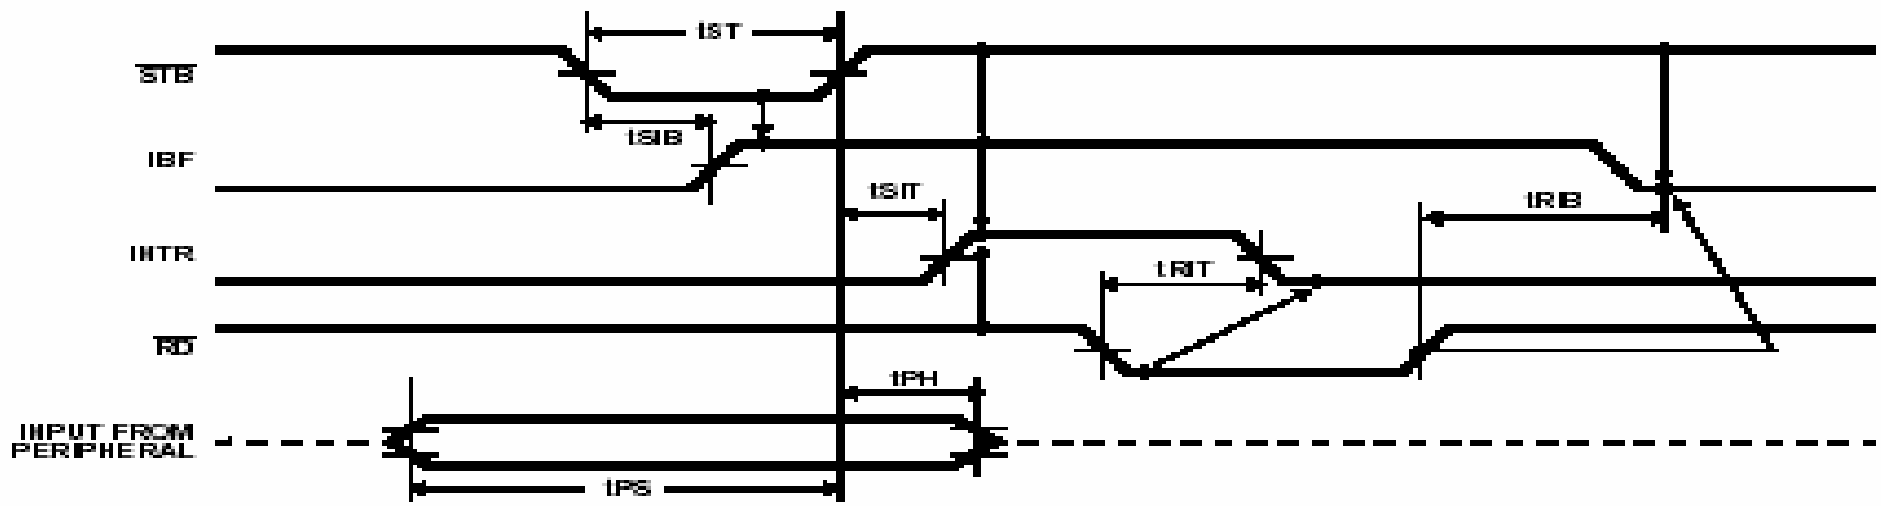 tST
STB
tSIB
IBF
tSIT
tRIB
INTR
tRIT
RD
tPH
INPUT FROM
PERIPHERAL
tPS